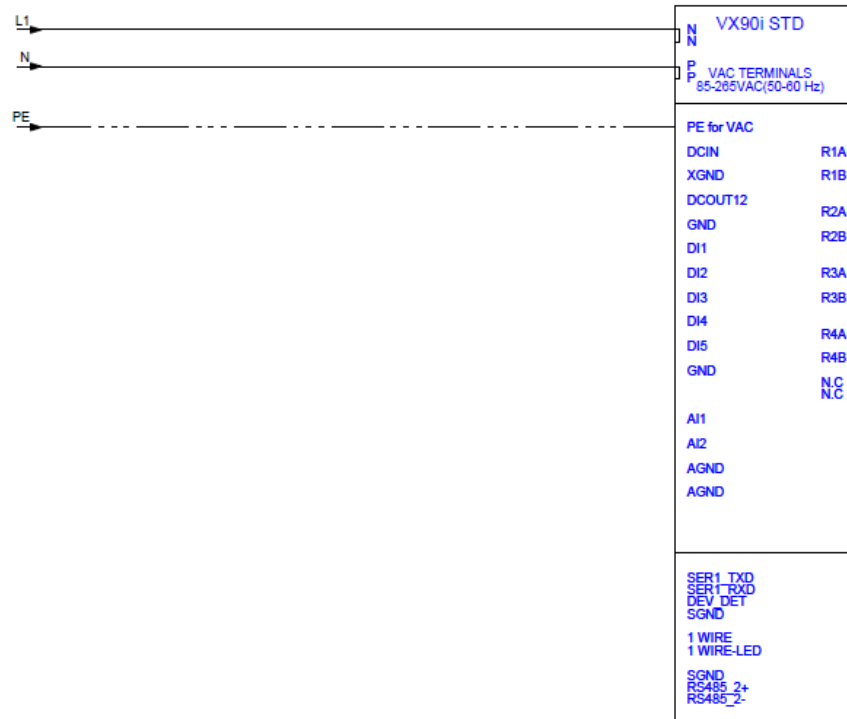 L1
N
PE
VX90i STD
N
N
P
P
VAC TERMINALS
85-265VAC(50-60 Hz)
PE for VAC
DCIN
XGND
DCOUT12
GND
DI1
DI2
DI3
DI4
DI5
GND
AI1
AI2
AGND
AGND
R1A
R1B
R2A
R2B
R3A
R3B
R4A
R4B
N.C
N.C
SER1_TXD
SER1_RXD
DEV_DET
SGND
1 WIRE
1 WIRE-LED
SGND
RS485_2+
RS485_2-